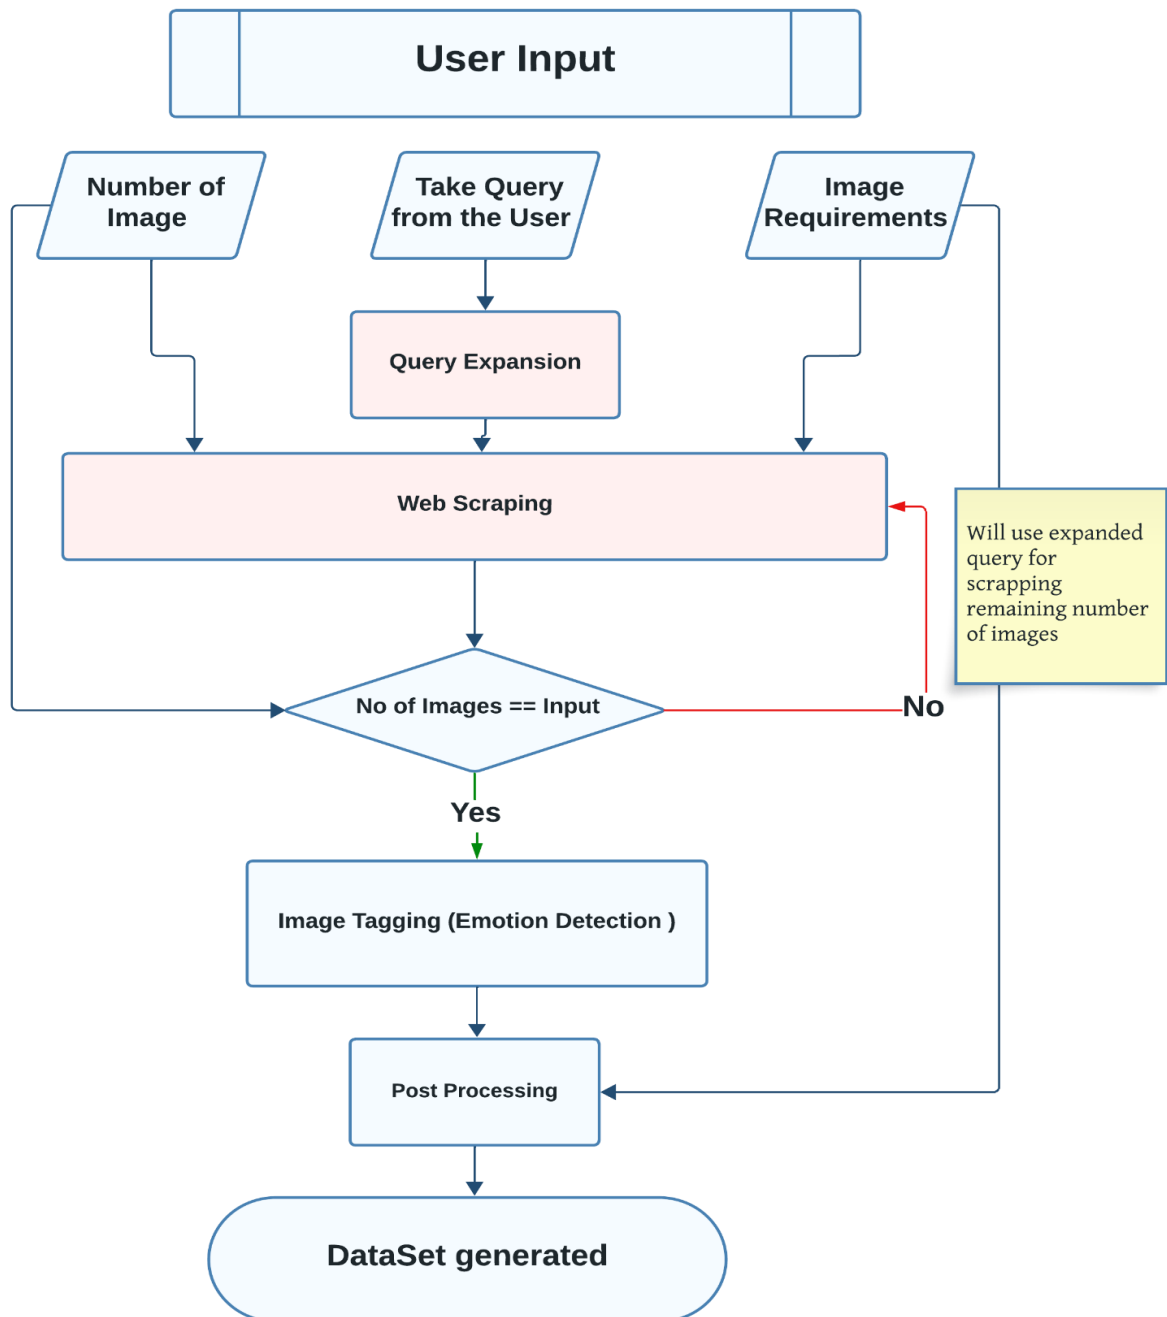 User Input
Number of
Image
Take Query
from the User
Image
Requirements
Query Expansion
Web Scraping
Will use expanded
query for
scrapping
remaining number
of images
No of Images == Input
No
Yes
Image Tagging (Emotion Detection )
Post Processing
DataSet generated